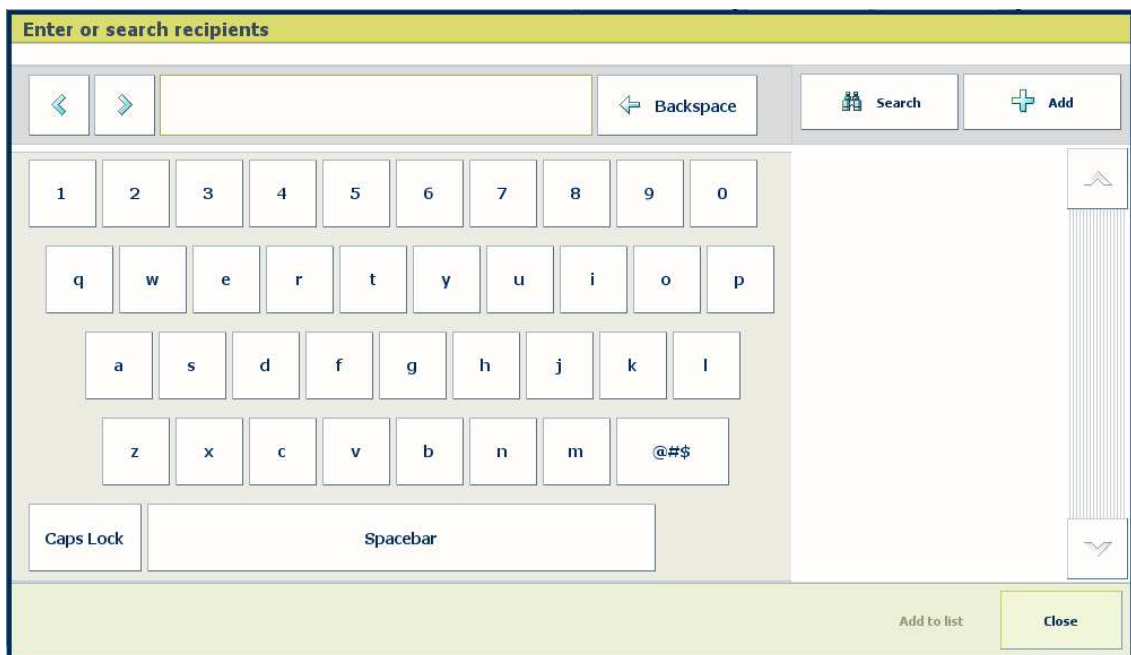 Enter or search recipients
Backspace Search Add
1 2 3 4 5 6 7 8 9 0
q w e r t y u i o p
a s d f g h j k l
z x c v b n m @#$
Caps Lock Spacebar
Add to list Close